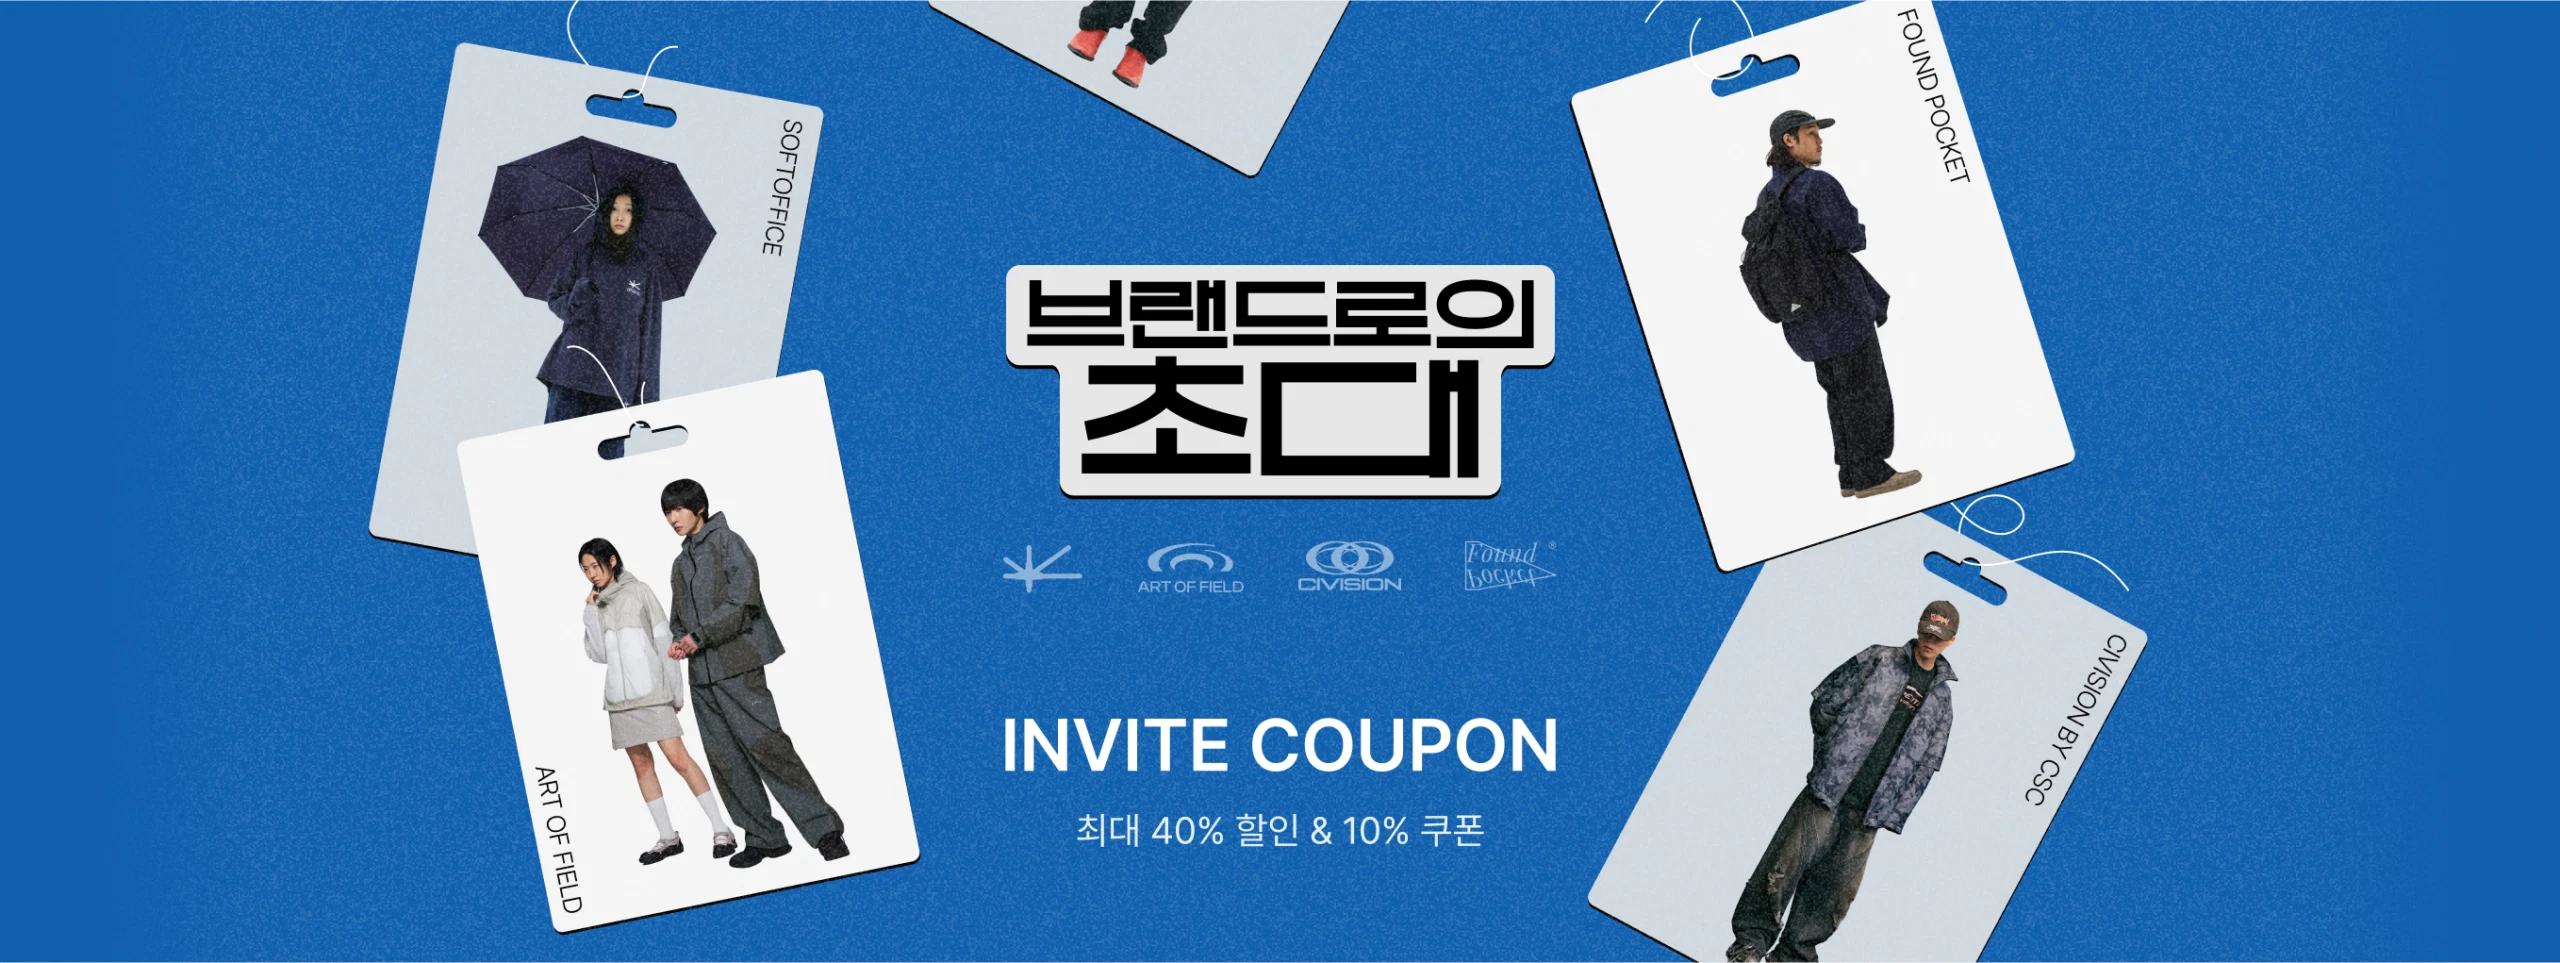 SOFTOFFICE
FOUND POCKET
브랜드로의
초대
ART OF FIELD
CIVISION
Found
Pocket
INVITE COUPON
최대 40% 할인 & 10% 쿠폰
ART OF FIELD
CIVISION BY CSC